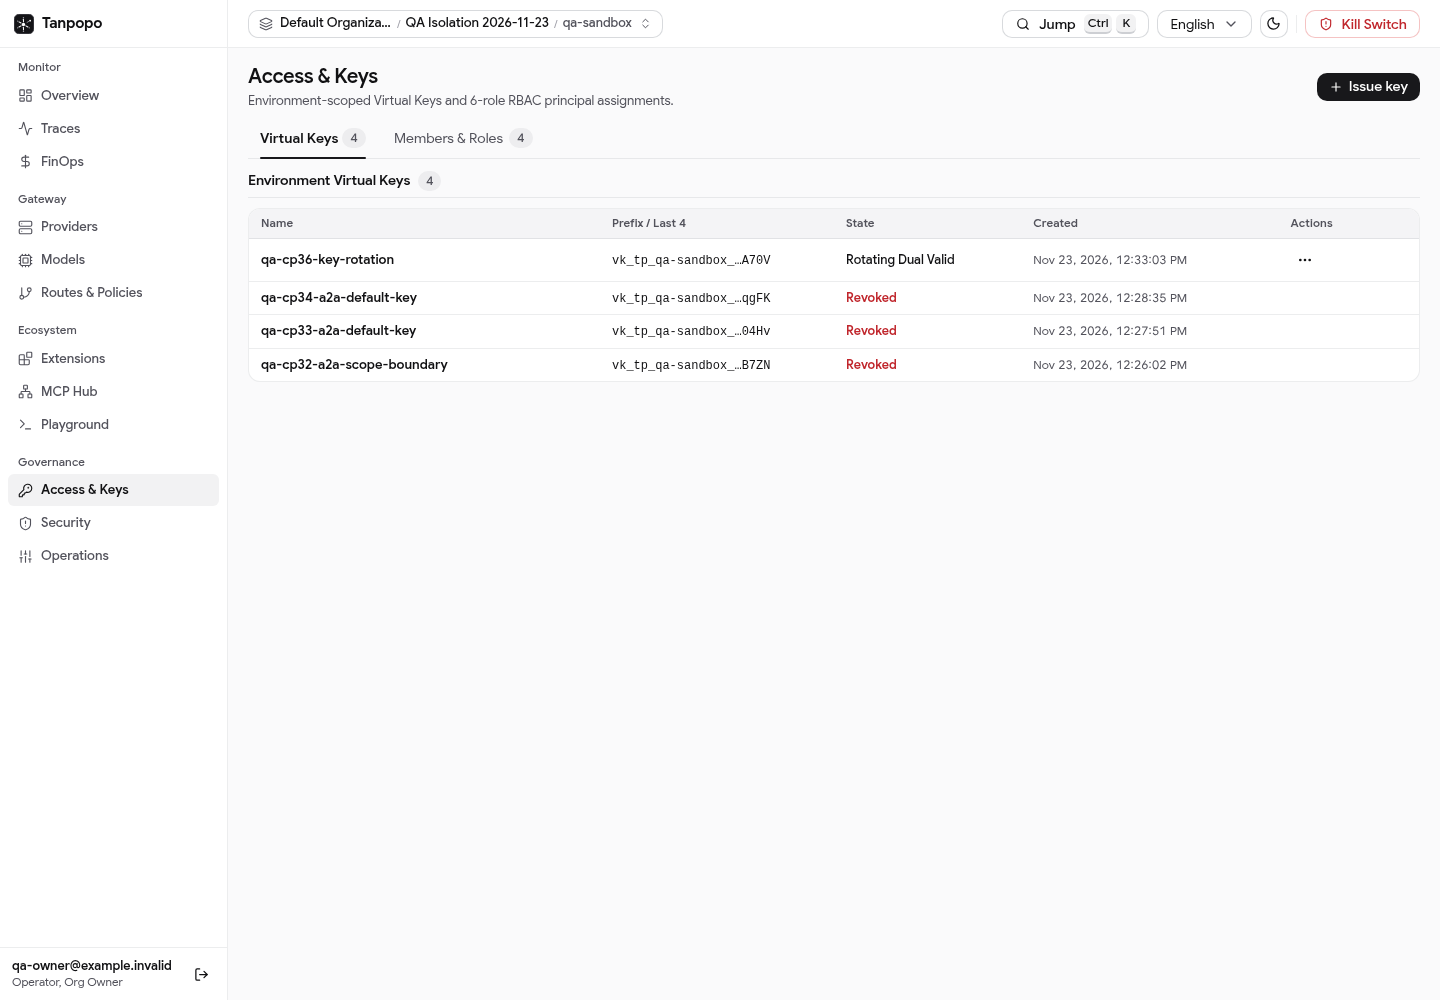 Tanpopo
Default Organiza... / QA Isolation 2026-11-23 / qa-sandbox
Jump Ctrl K
English
Kill Switch
Monitor
Overview
Traces
FinOps
Gateway
Providers
Models
Routes & Policies
Ecosystem
Extensions
MCP Hub
Playground
Governance
Access & Keys
Security
Operations
qa-owner@example.invalid
Operator, Org Owner
Access & Keys
Environment-scoped Virtual Keys and 6-role RBAC principal assignments.
Issue key
Virtual Keys 4 Members & Roles 4
Environment Virtual Keys 4
Name Prefix / Last 4 State Created Actions
qa-cp36-key-rotation vk_tp_qa-sandbox_…A70V Rotating Dual Valid Nov 23, 2026, 12:33:03 PM
qa-cp34-a2a-default-key vk_tp_qa-sandbox_…qgFK Revoked Nov 23, 2026, 12:28:35 PM
qa-cp33-a2a-default-key vk_tp_qa-sandbox_…04Hv Revoked Nov 23, 2026, 12:27:51 PM
qa-cp32-a2a-scope-boundary vk_tp_qa-sandbox_…B7ZN Revoked Nov 23, 2026, 12:26:02 PM